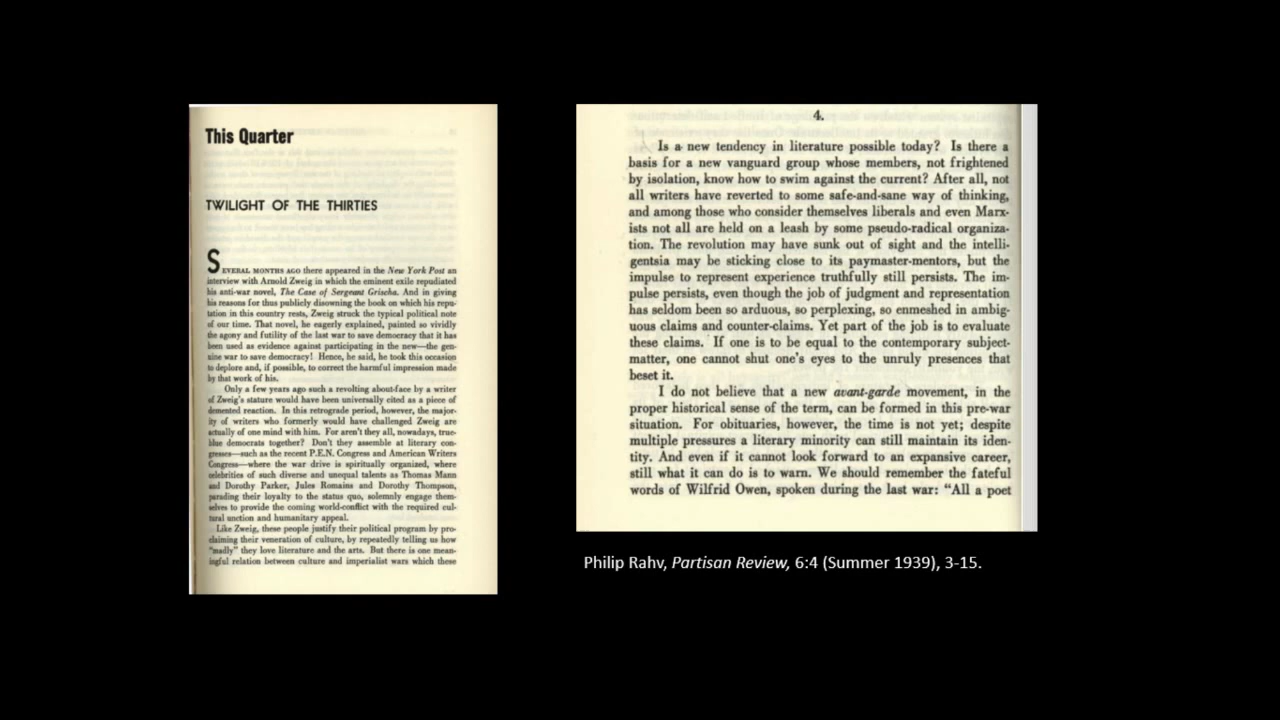 This Quarter
TWILIGHT OF THE THIRTIES
SEVERAL MONTHS AGO there appeared in the New York Post an
interview with Arnold Zweig in which the eminent exile repudiated
his anti-war novel, The Case of Sergeant Grischa. And in giving
his reasons for thus publicly disowning the book on which his repu-
tation in this country rests, Zweig struck the typical political note
of our time. That novel, he eagerly explained, painted so vividly
the agony and futility of the last war to save democracy that it has
been used as evidence against participating in the new—the gen-
uine war to save democracy! Hence, he said, he took this occasion
to deplore and, if possible, to correct the harmful impression made
by that work of his.
Only a few years ago such a revolting about-face by a writer
of Zweig's stature would have been universally cited as a piece of
demented reaction. In this retrograde period, however, the major-
ity of writers who formerly would have challenged Zweig are
actually of one mind with him. For aren't they all, nowadays, true-
blue democrats together? Don't they assemble at literary con-
gresses—such as the recent P.E.N. Congress and American Writers
Congress—where the war drive is spiritually organized, where
celebrities of such diverse and unequal talents as Thomas Mann
and Dorothy Parker, Jules Romains and Dorothy Thompson,
parading their loyalty to the status quo, solemnly engage them-
selves to provide the coming world-conflict with the required cul-
tural unction and humanitary appeal.
Like Zweig, these people justify their political program by pro-
claiming their veneration of culture, by repeatedly telling us how
"madly" they love literature and the arts. But there is one mean-
ingful relation between culture and imperialist wars which these
4.
Is a new tendency in literature possible today? Is there a
basis for a new vanguard group whose members, not frightened
by isolation, know how to swim against the current? After all, not
all writers have reverted to some safe-and-sane way of thinking,
and among those who consider themselves liberals and even Marx-
ists not all are held on a leash by some pseudo-radical organiza-
tion. The revolution may have sunk out of sight and the intelli-
gentsia may be sticking close to its paymaster-mentors, but the
impulse to represent experience truthfully still persists. The im-
pulse persists, even though the job of judgment and representation
has seldom been so arduous, so perplexing, so enmeshed in ambig-
uous claims and counter-claims. Yet part of the job is to evaluate
these claims. If one is to be equal to the contemporary subject-
matter, one cannot shut one's eyes to the unruly presences that
beset it.
I do not believe that a new avant-garde movement, in the
proper historical sense of the term, can be formed in this pre-war
situation. For obituaries, however, the time is not yet; despite
multiple pressures a literary minority can still maintain its iden-
tity. And even if it cannot look forward to an expansive career,
still what it can do is to warn. We should remember the fateful
words of Wilfrid Owen, spoken during the last war: "All a poet
Philip Rahv, Partisan Review, 6:4 (Summer 1939), 3-15.